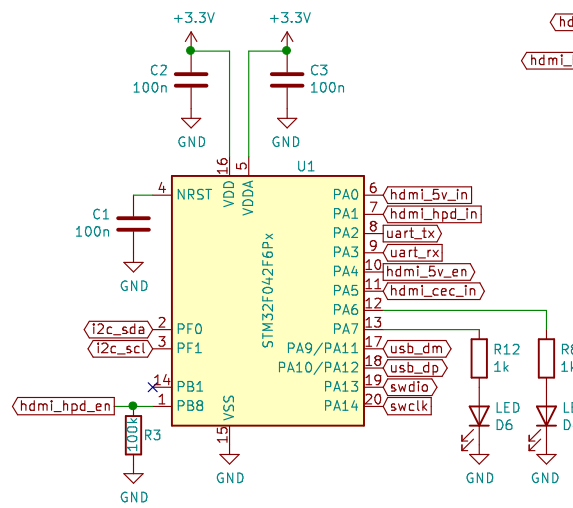 +3.3V
+3.3V
hd
hdmi_
C2
100n
C3
100n
GND
GND
U1
16
5
VDD
VDDA
4
NRST
C1
100n
GND
STM32F042F6Px
PA0
6
hdmi_5v_in
PA1
7
hdmi_hpd_in
PA2
8
uart_tx
PA3
9
uart_rx
PA4
10
hdmi_5v_en
PA5
11
hdmi_cec_in
PA6
12
PA7
13
i2c_sda
2
PF0
i2c_scl
3
PF1
PA9/PA11
17
usb_dm
PA10/PA12
18
usb_dp
14
PB1
PA13
19
swdio
hdmi_hpd_en
1
PB8
PA14
20
swclk
VSS
15
100k
R3
GND
GND
R12
1k
1k
LED
D6
LED
GND
GND